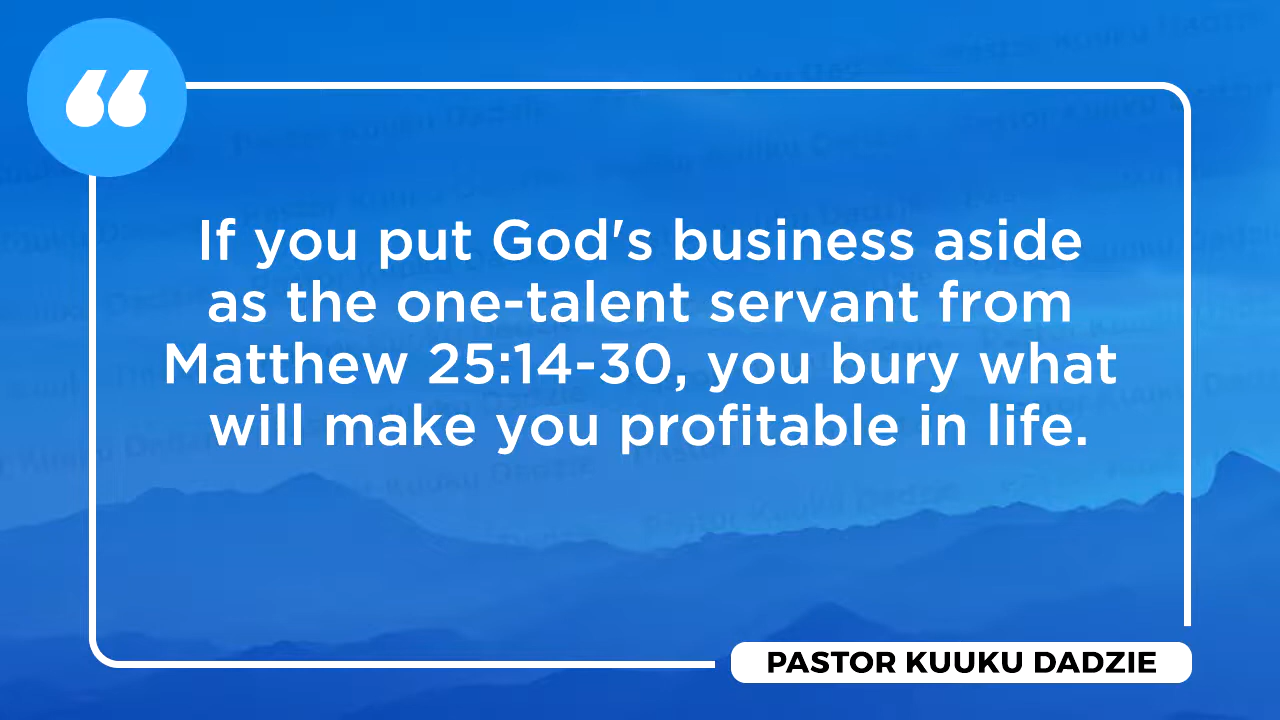 If you put God's business aside
as the one-talent servant from
Matthew 25:14-30, you bury what
will make you profitable in life.
PASTOR KUUKU DADZIE